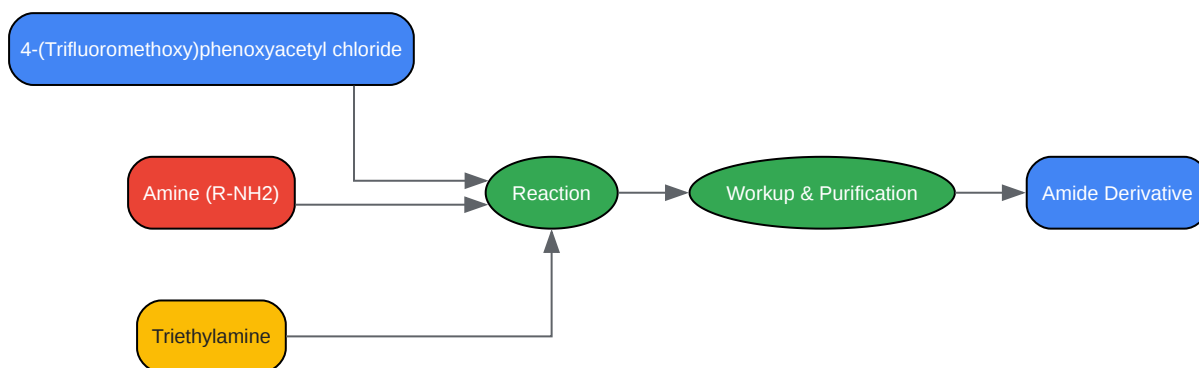 4-(Trifluoromethoxy)phenoxyacetyl chloride
Amine (R-NH2)
Reaction
Workup & Purification
Amide Derivative
Triethylamine